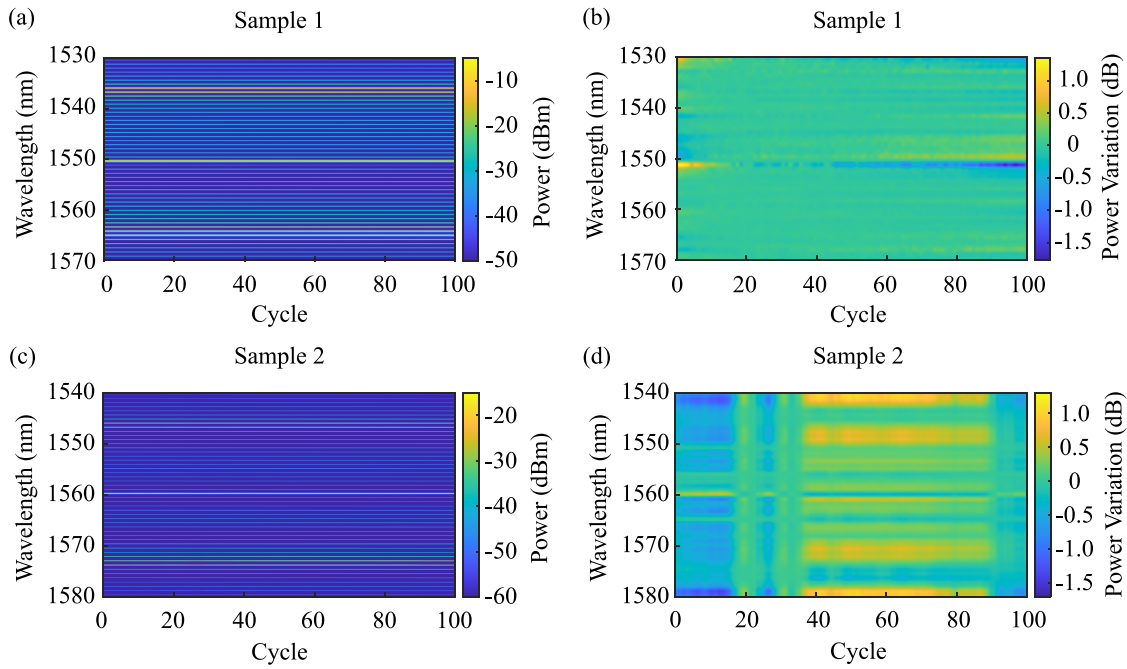 (a) Sample 1
Wavelength (nm)
1530
1540
1550
1560
1570
0 20 40 60 80 100
Cycle
-10
-20
-30
-40
-50
Power (dBm)
(b) Sample 1
Wavelength (nm)
1530
1540
1550
1560
1570
0 20 40 60 80 100
Cycle
1.0
0.5
0
-0.5
-1.0
-1.5
Power Variation (dB)
(c) Sample 2
Wavelength (nm)
1540
1550
1560
1570
1580
0 20 40 60 80 100
Cycle
-20
-30
-40
-50
-60
Power (dBm)
(d) Sample 2
Wavelength (nm)
1540
1550
1560
1570
1580
0 20 40 60 80 100
Cycle
1.0
0.5
0
-0.5
-1.0
-1.5
Power Variation (dB)